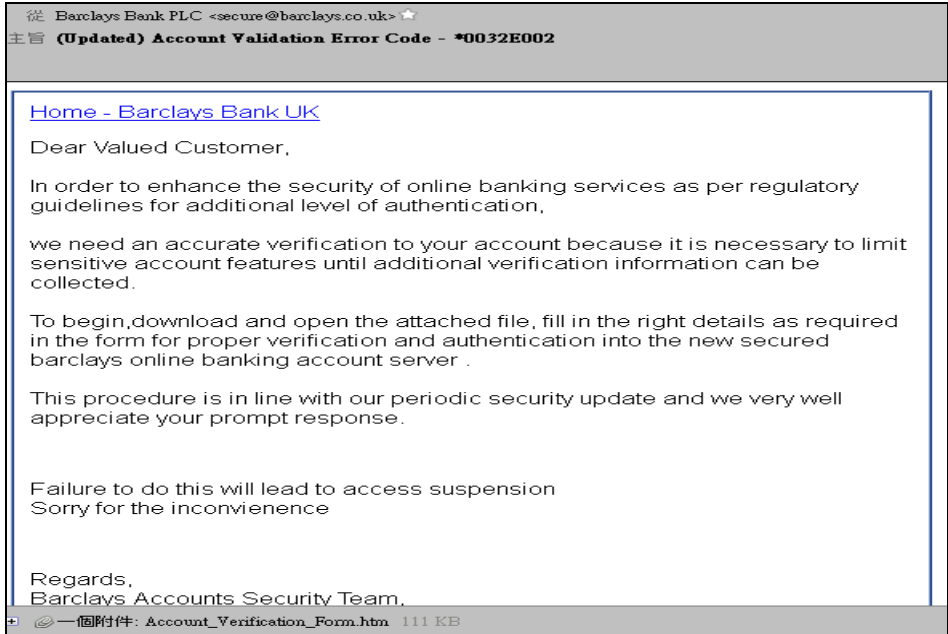 從 Barclays Bank PLC <secure@barclays.co.uk>
主旨 (Updated) Account Validation Error Code - *0032E002
Home - Barclays Bank UK
Dear Valued Customer,
In order to enhance the security of online banking services as per regulatory
guidelines for additional level of authentication,
we need an accurate verification to your account because it is necessary to limit
sensitive account features until additional verification information can be
collected.
To begin,download and open the attached file, fill in the right details as required
in the form for proper verification and authentication into the new secured
barclays online banking account server .
This procedure is in line with our periodic security update and we very well
appreciate your prompt response.
Failure to do this will lead to access suspension
Sorry for the inconvienence
Regards,
Barclays Accounts Security Team,
一個附件: Account_Verification_Form.htm 111 KB